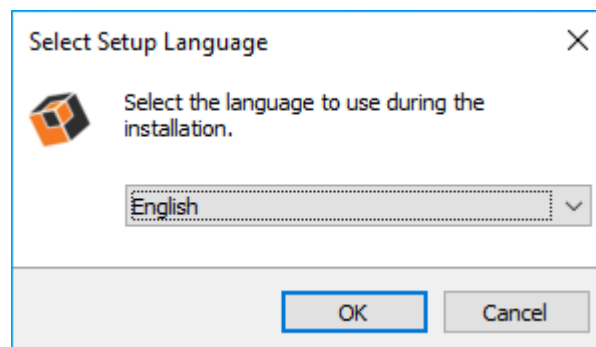 Select Setup Language
Select the language to use during the
installation.
English
OK
Cancel